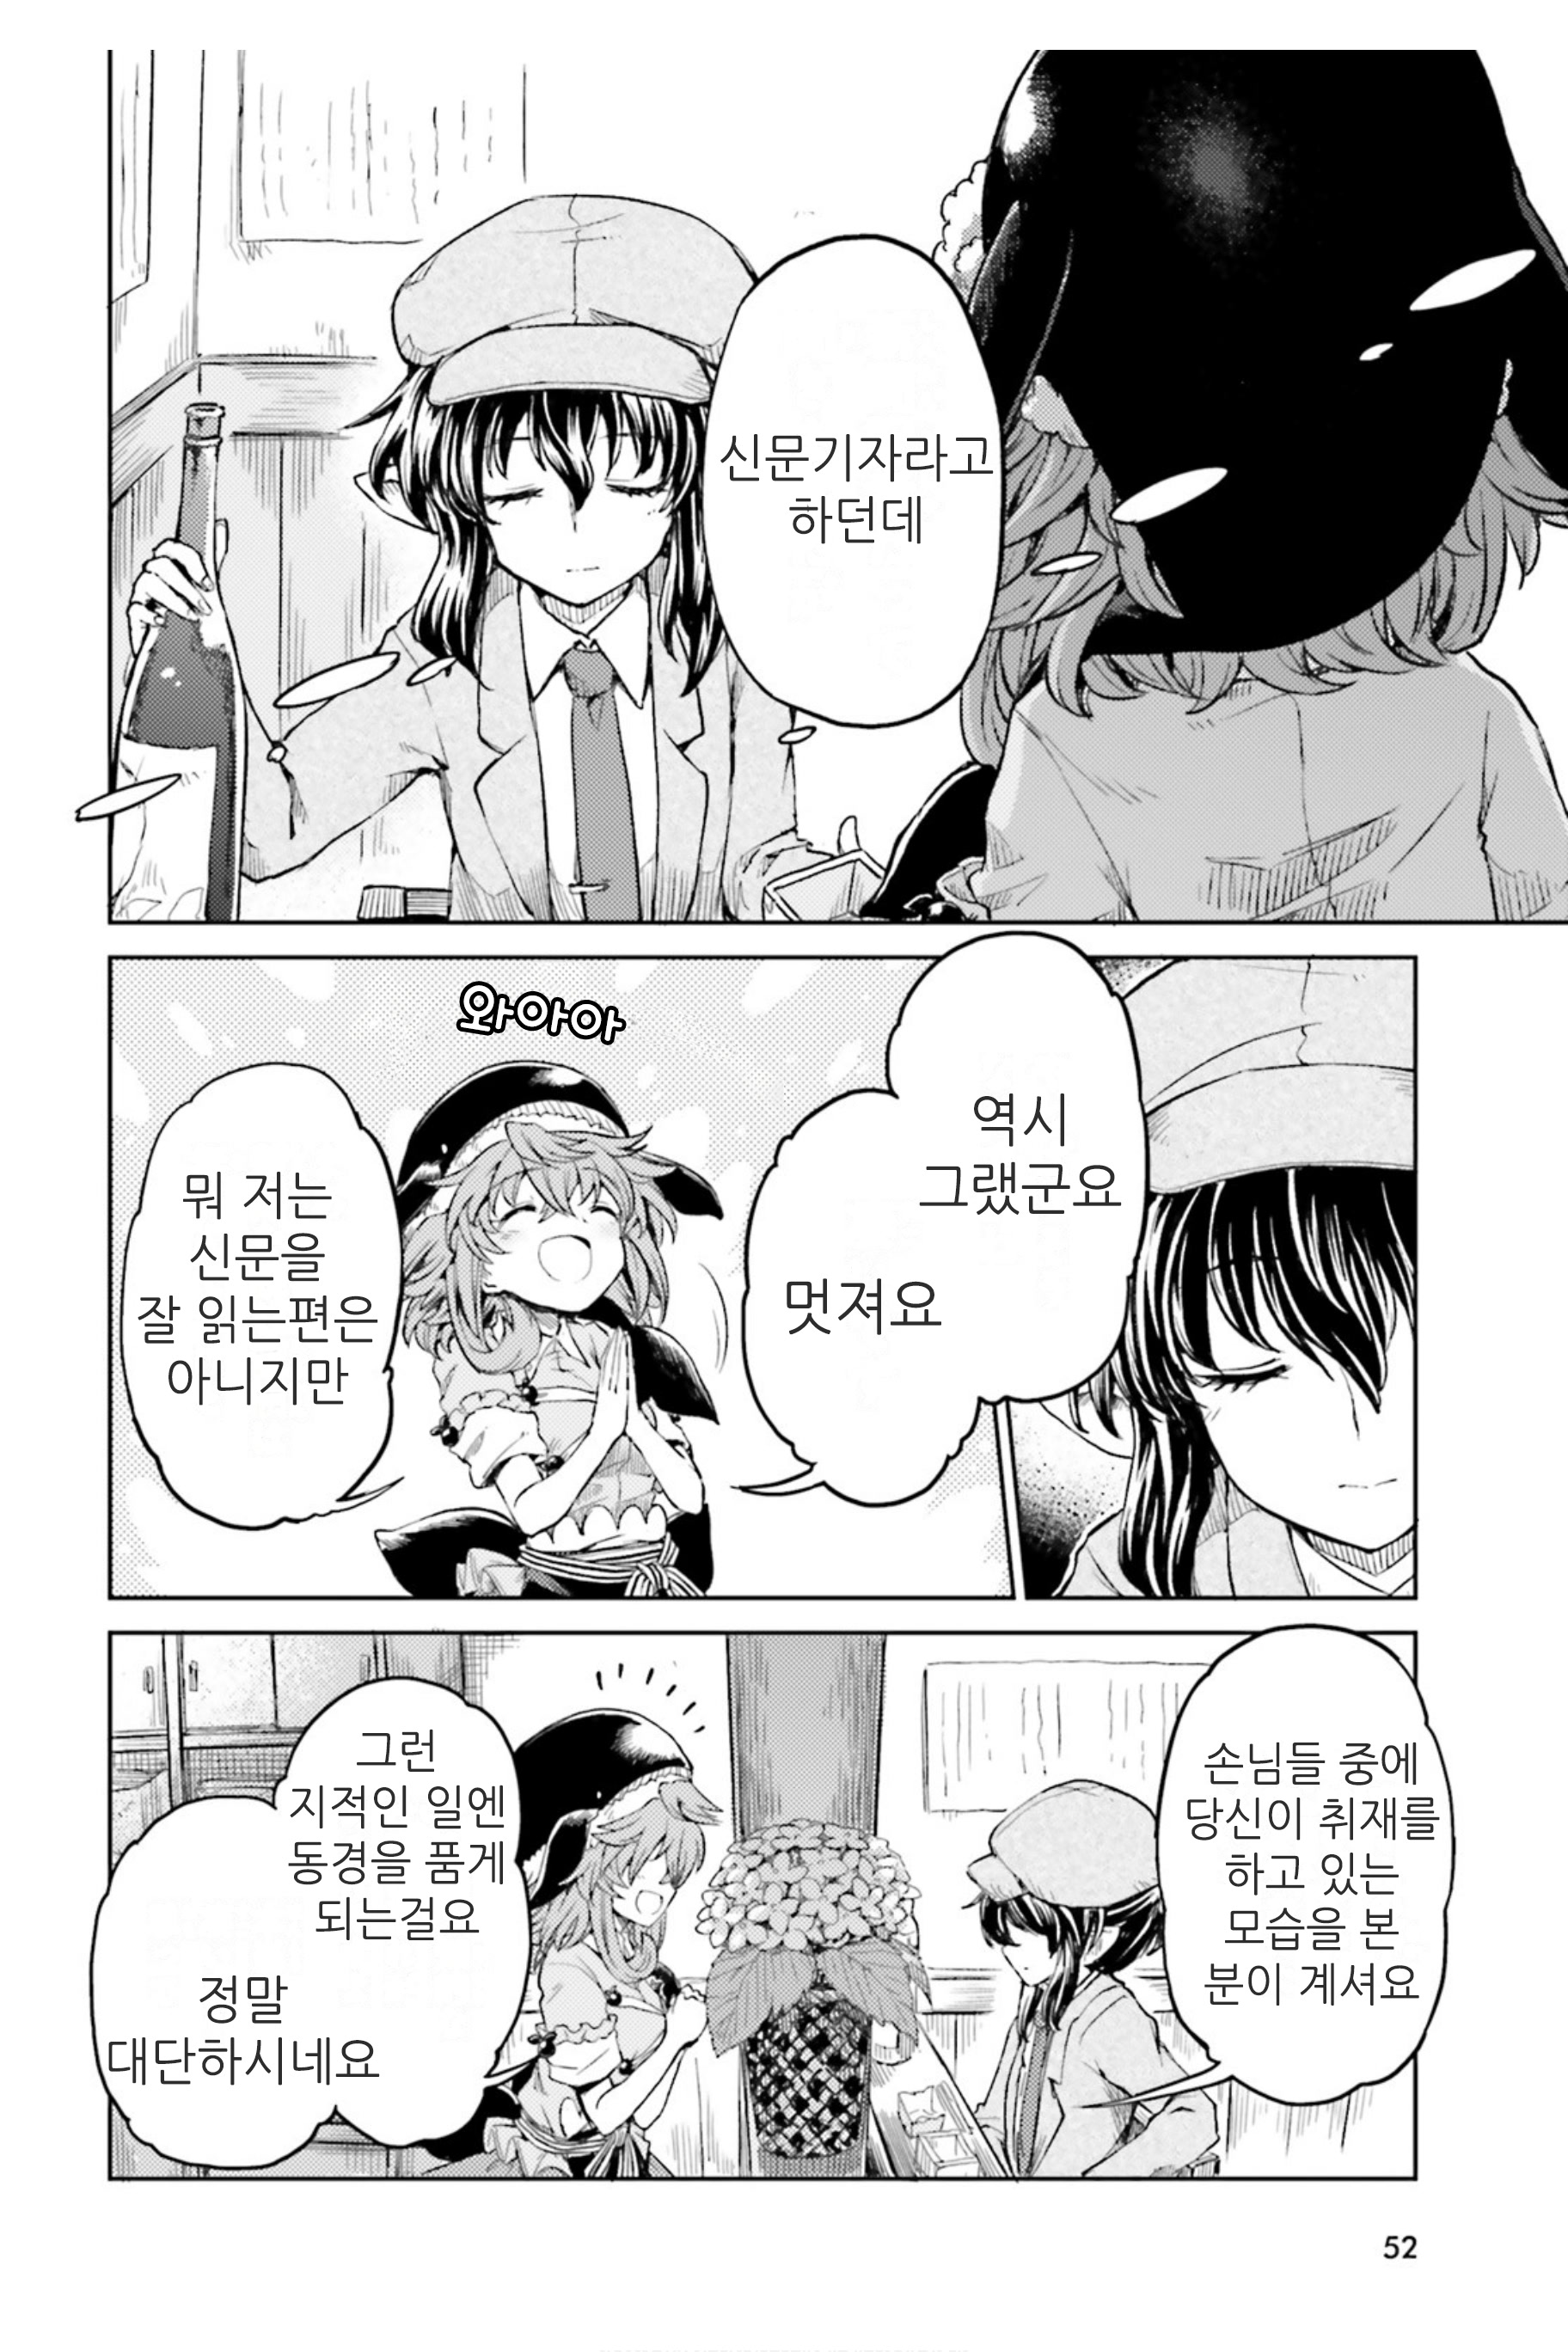 신문기자라고
하던데
역시
그랬군요
멋져요
와아아
뭐 저는
신문을
잘 읽는편은
아니지만
손님들 중에
당신이 취재를
하고 있는
모습을 본
분이 계셔요
그런
지적인 일엔
동경을 품게
되는걸요
정말
대단하시네요
52